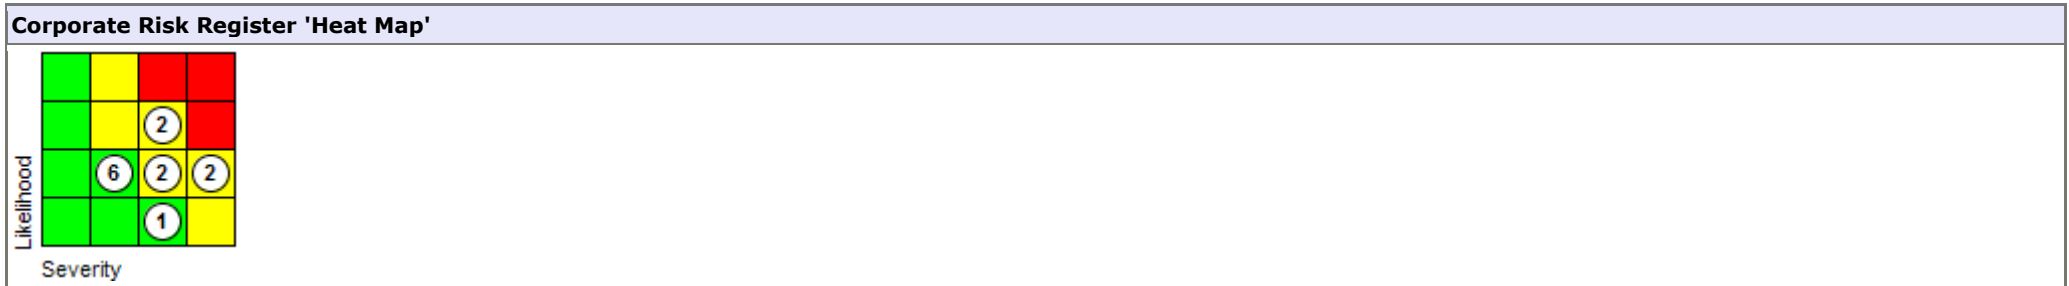 Corporate Risk Register 'Heat Map'
2
6 2 2
1
Likelihood
Severity